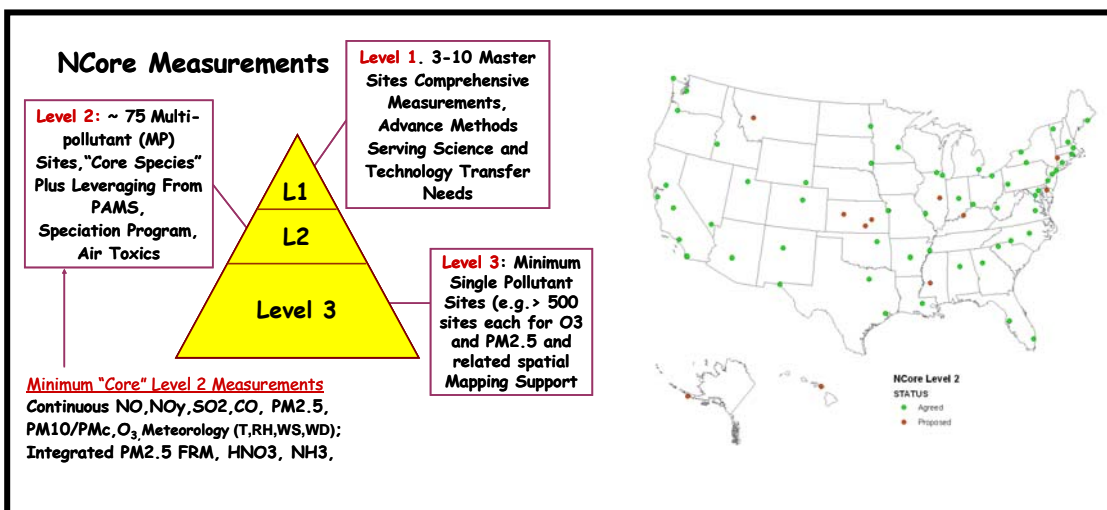 NCore Measurements
Level 1. 3-10 Master
Sites Comprehensive
Measurements,
Advance Methods
Serving Science and
Technology Transfer
Needs
Level 2: ~ 75 Multi-
pollutant (MP)
Sites,“Core Species”
Plus Leveraging From
PAMS,
Speciation Program,
Air Toxics
L1
L2
Level 3
Level 3: Minimum
Single Pollutant
Sites (e.g.> 500
sites each for O3
and PM2.5 and
related spatial
Mapping Support
Minimum “Core” Level 2 Measurements
Continuous NO,NOy,SO2,CO, PM2.5,
PM10/PMc,O3, Meteorology (T,RH,WS,WD);
Integrated PM2.5 FRM, HNO3, NH3,
NCore Level 2
STATUS
Agreed
Proposed